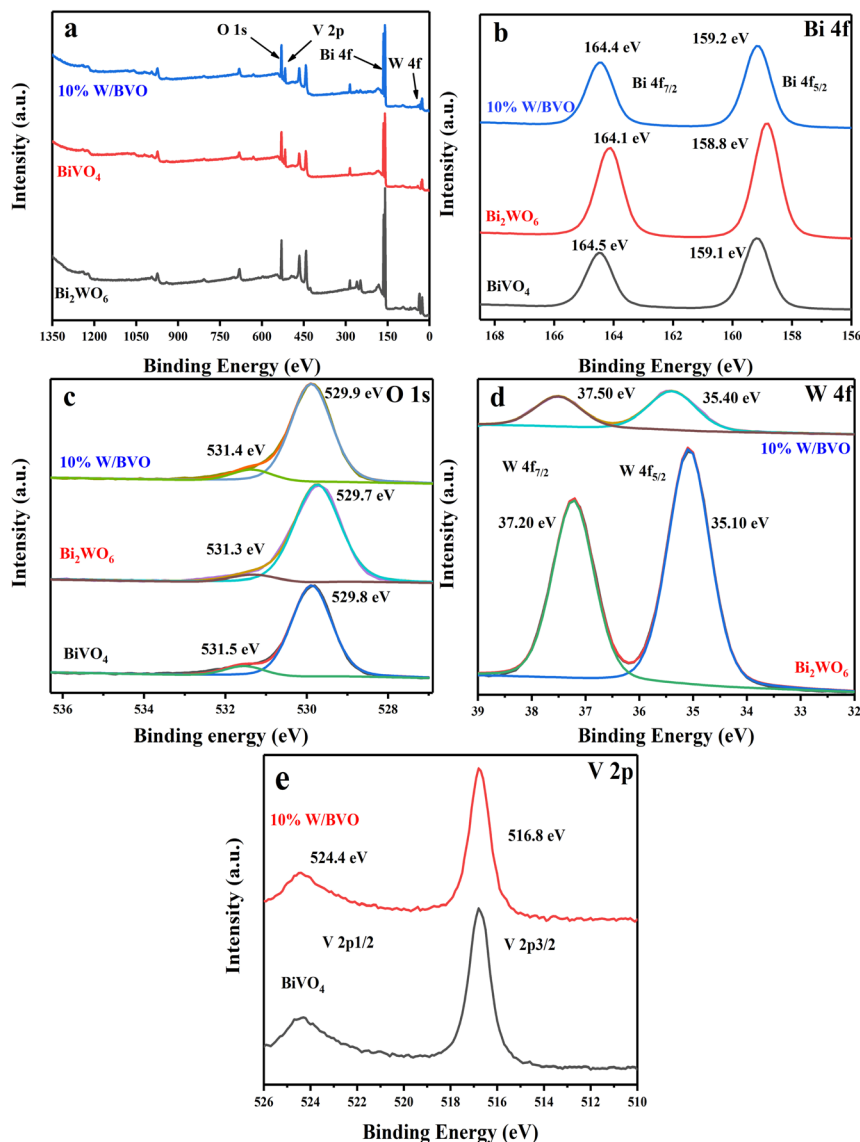 a
O 1s
V 2p
Bi 4f
W 4f
10% W/BVO
BiVO₄
Bi₂WO₆
Intensity (a.u.)
1350 1200 1050 900 750 600 450 300 150 0
Binding Energy (eV)
b
Bi 4f
164.4 eV
159.2 eV
Bi 4f₇/₂
Bi 4f₅/₂
10% W/BVO
164.1 eV
158.8 eV
Bi₂WO₆
164.5 eV
159.1 eV
BiVO₄
Intensity (a.u.)
168 166 164 162 160 158 156
Binding Energy (eV)
c
O 1s
529.9 eV
531.4 eV
10% W/BVO
529.7 eV
531.3 eV
Bi₂WO₆
529.8 eV
531.5 eV
BiVO₄
Intensity (a.u.)
536 534 532 530 528
Binding energy (eV)
d
W 4f
37.50 eV
35.40 eV
10% W/BVO
W 4f₇/₂
W 4f₅/₂
37.20 eV
35.10 eV
Bi₂WO₆
Intensity (a.u.)
39 38 37 36 35 34 33 32
Binding Energy (eV)
e
V 2p
10% W/BVO
524.4 eV
516.8 eV
V 2p1/2
V 2p3/2
BiVO₄
Intensity (a.u.)
526 524 522 520 518 516 514 512 510
Binding Energy (eV)